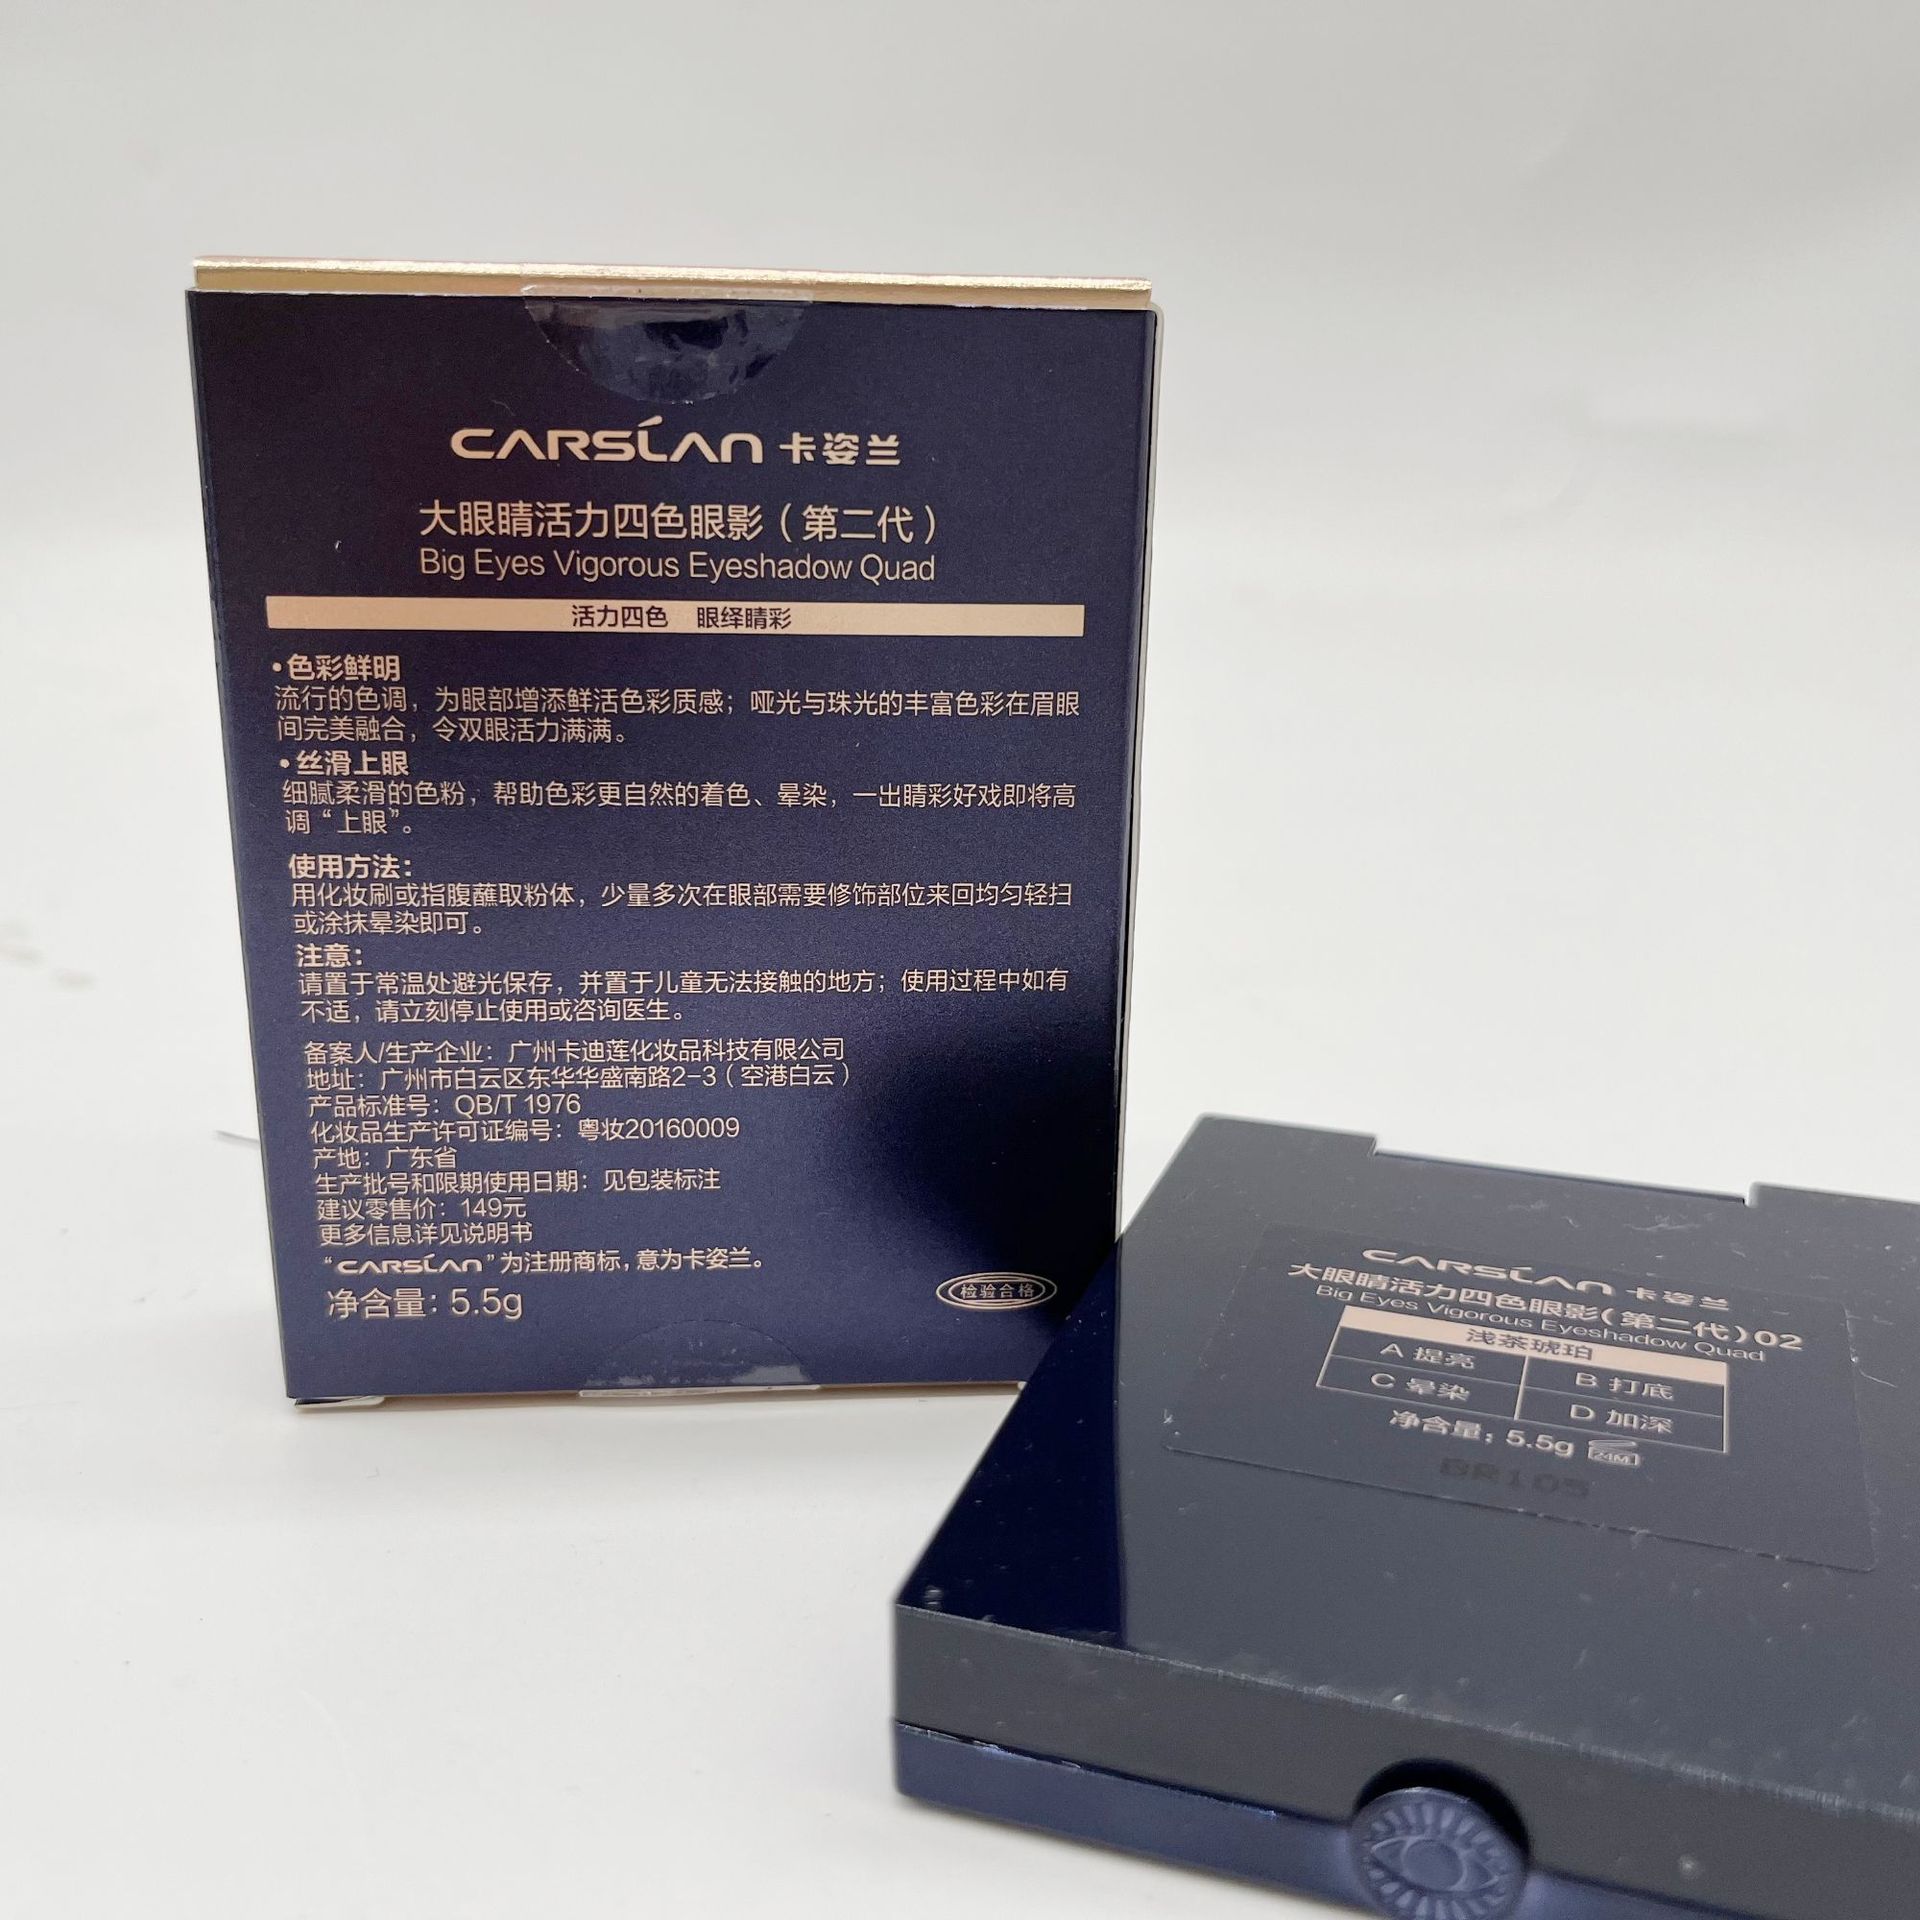 CARSLAN 卡姿兰
大眼睛活力四色眼影（第二代）
Big Eyes Vigorous Eyeshadow Quad
活力四色 眼绎睛彩
•色彩鲜明
流行的色调，为眼部增添鲜活色彩质感；哑光与珠光的丰富色彩在眉眼
间完美融合，令双眼活力满满。
•丝滑上眼
细腻柔滑的色粉，帮助色彩更自然的着色、晕染，一出睛彩好戏即将高
调“上眼”。
使用方法：
用化妆刷或指腹蘸取粉体，少量多次在眼部需要修饰部位来回均匀轻扫
或涂抹晕染即可。
注意：
请置于常温处避光保存，并置于儿童无法接触的地方；使用过程中如有
不适，请立刻停止使用或咨询医生。
备案人/生产企业：广州卡迪莲化妆品科技有限公司
地址：广州市白云区东华华盛南路2-3（空港白云）
产品标准号：QB/T 1976
化妆品生产许可证编号：粤妆20160009
产地：广东省
生产批号和限期使用日期：见包装标注
建议零售价：149元
更多信息详见说明书
“CARSLAN”为注册商标，意为卡姿兰。
净含量：5.5g
检验合格
CARSLAN 卡姿兰
大眼睛活力四色眼影（第二代）02
Big Eyes Vigorous Eyeshadow Quad
浅茶琥珀
A 提亮 B 打底
C 晕染 D 加深
净含量：5.5g 24M
BR105